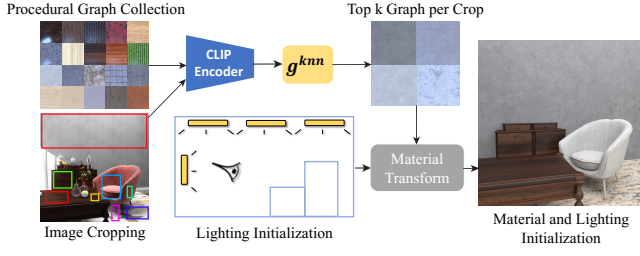 Procedural Graph Collection
Top k Graph per Crop
CLIP
Encoder
g^knn
Material
Transform
Image Cropping
Lighting Initialization
Material and Lighting
Initialization